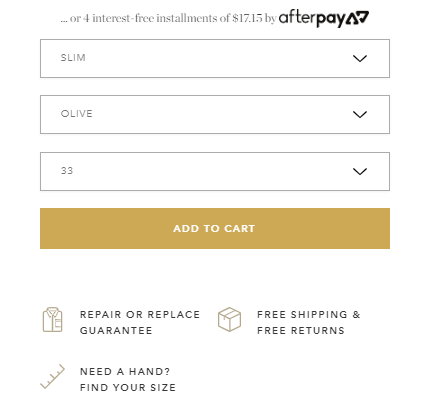 ... or 4 interest-free installments of $17.15 by afterpay
SLIM
OLIVE
33
ADD TO CART
REPAIR OR REPLACE
GUARANTEE
FREE SHIPPING &
FREE RETURNS
NEED A HAND?
FIND YOUR SIZE